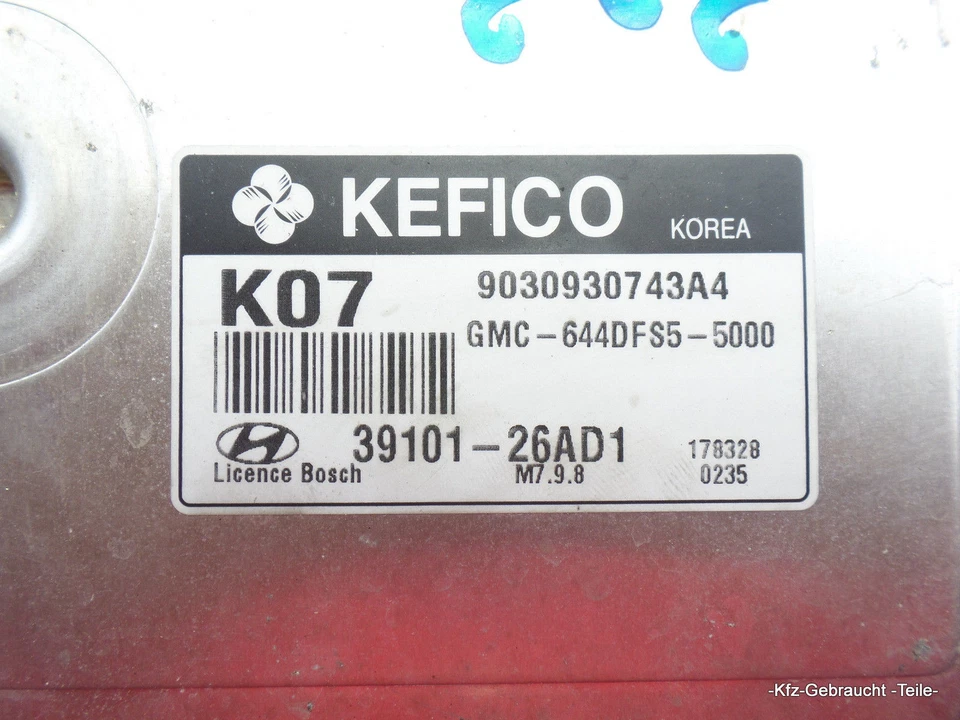 KEFICO KOREA
K07 9030930743A4
GMC-644DFS5-5000
39101-26AD1 178328
Licence Bosch M7.9.8 0235
-Kfz-Gebraucht -Teile-